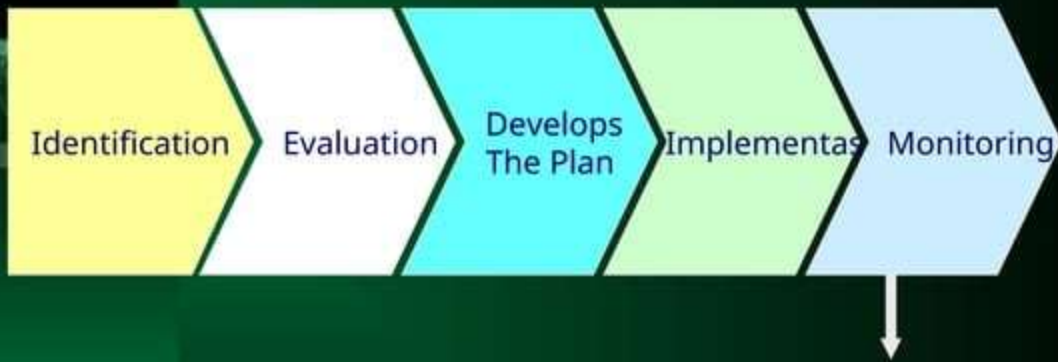 Identification
Evaluation
Develops
The Plan
Implementas
Monitoring